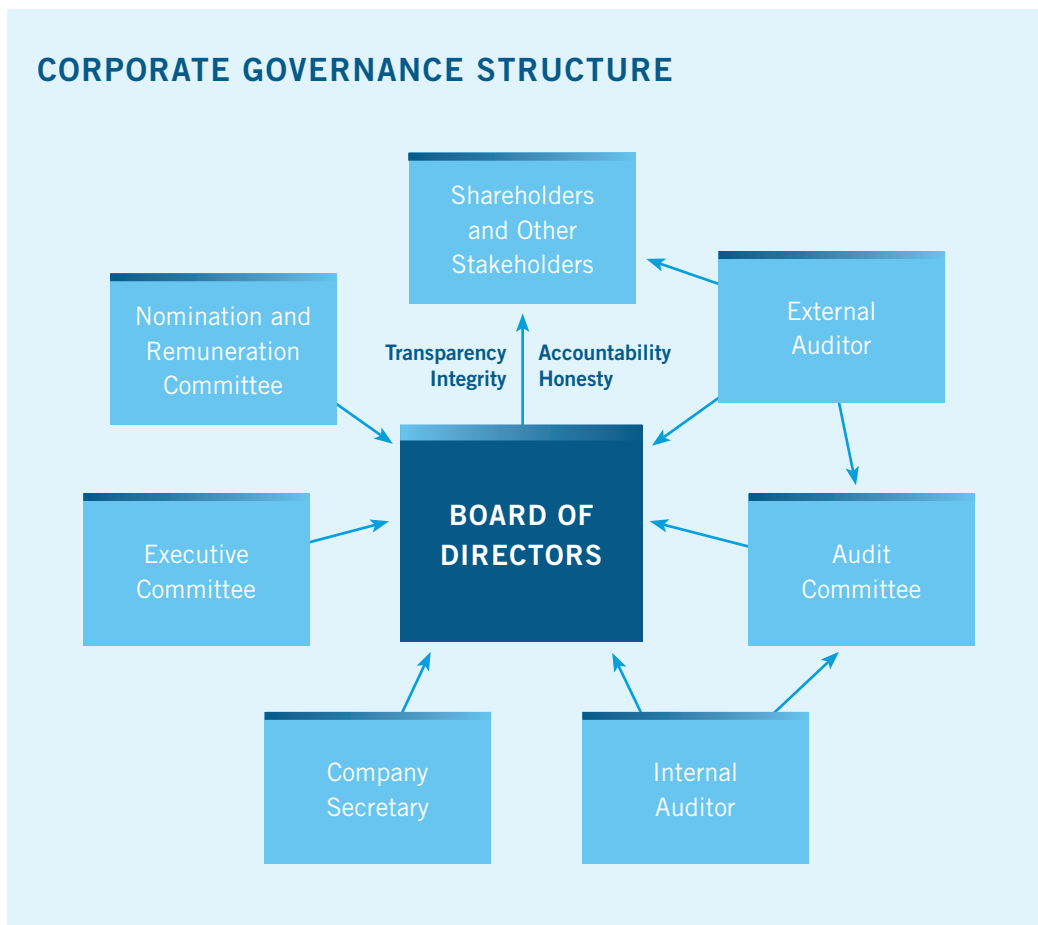 CORPORATE GOVERNANCE STRUCTURE
Shareholders
and Other
Stakeholders
Nomination and
Remuneration
Committee
External
Auditor
Transparency
Integrity
Accountability
Honesty
BOARD OF
DIRECTORS
Executive
Committee
Audit
Committee
Company
Secretary
Internal
Auditor